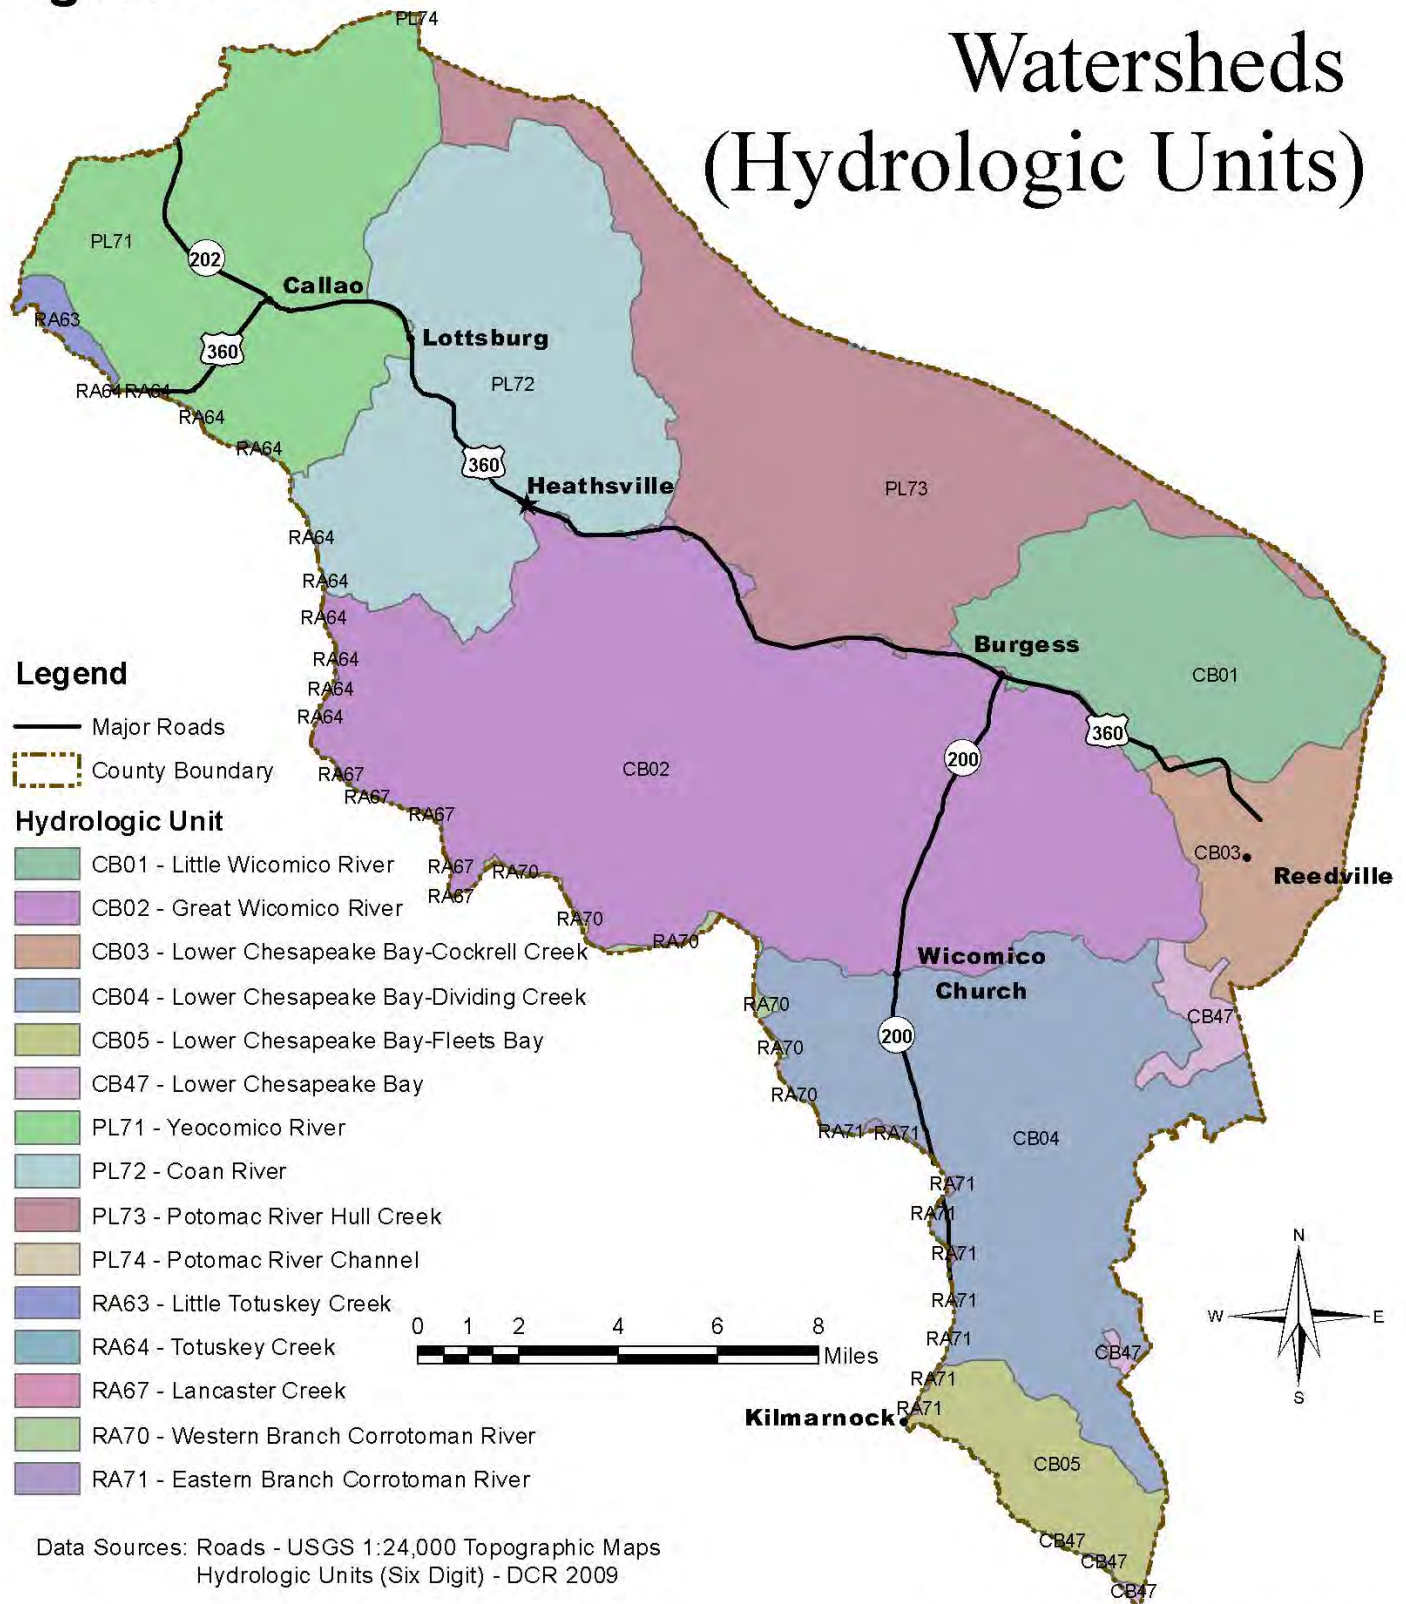 PL74
Watersheds
(Hydrologic Units)
PL71
202
Callao
RA63
360
Lottsburg
PL72
RA64
RA64
RA64
RA64
360
Heathsville
PL73
RA64
RA64
RA64
RA64
RA64
RA64
Burgess
CB01
360
200
CB02
RA67
RA67
RA67
RA67
RA67
RA70
RA70
RA70
CB03
Reedville
Wicomico
Church
RA70
CB47
200
RA70
RA70
RA71
RA71
CB04
RA71
RA71
RA71
RA71
RA71
CB47
RA71
RA71
Kilmarnock
CB05
CB47
CB47
CB47
Legend
Major Roads
County Boundary
Hydrologic Unit
CB01 - Little Wicomico River
CB02 - Great Wicomico River
CB03 - Lower Chesapeake Bay-Cockrell Creek
CB04 - Lower Chesapeake Bay-Dividing Creek
CB05 - Lower Chesapeake Bay-Fleets Bay
CB47 - Lower Chesapeake Bay
PL71 - Yeocomico River
PL72 - Coan River
PL73 - Potomac River Hull Creek
PL74 - Potomac River Channel
RA63 - Little Totuskey Creek
RA64 - Totuskey Creek
RA67 - Lancaster Creek
RA70 - Western Branch Corrotoman River
RA71 - Eastern Branch Corrotoman River
0 1 2 4 6 8
Miles
N
W E
S
Data Sources: Roads - USGS 1:24,000 Topographic Maps
Hydrologic Units (Six Digit) - DCR 2009